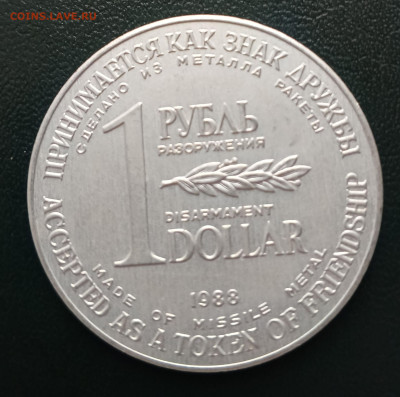 COINS.LAVE.RU
ПРИНИМАЕТСЯ КАК ЗНАК ДРУЖБЫ
СДЕЛАНО ИЗ МЕТАЛЛА РАКЕТЫ
1
РУБЛЬ
РАЗОРУЖЕНИЯ
DISARMAMENT
DOLLAR
1988
MADE OF MISSILE METAL
ACCEPTED AS A TOKEN OF FRIENDSHIP